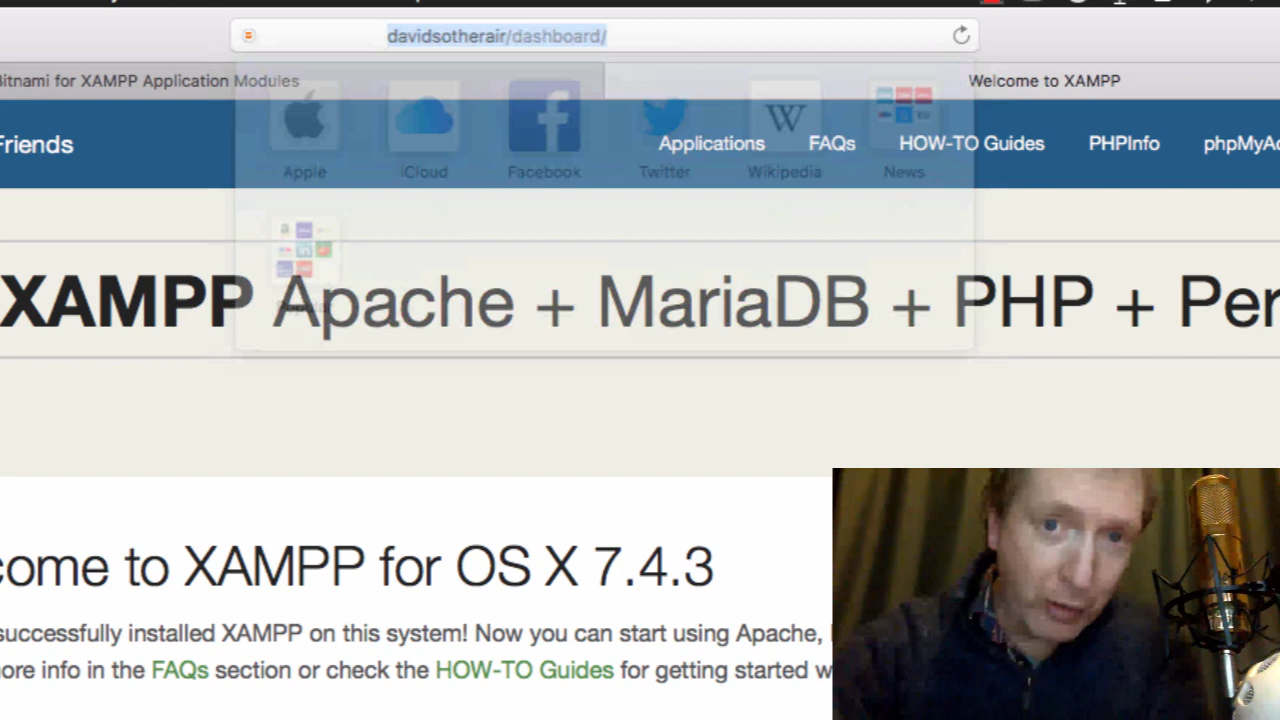 davidsotherair/dashboard/
Bitnami for XAMPP Application Modules
Welcome to XAMPP
Friends
Applications
FAQs
HOW-TO Guides
PHPInfo
phpMyAd
Apple
iCloud
Facebook
Twitter
Wikipedia
News
XAMPP Apache + MariaDB + PHP + Per
come to XAMPP for OS X 7.4.3
successfully installed XAMPP on this system! Now you can start using Apache,
ore info in the FAQs section or check the HOW-TO Guides for getting started w